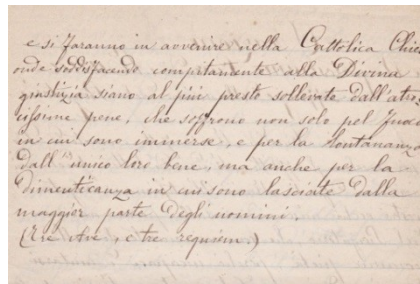 e si faranno in avvenire nella Cattolica Chies
onde soddisfacendo compitamente alla Divina
giustizia siano al più presto sollevate dall'atro
cissime pene, che soffrono non solo pel fuoco
in cui sono immerse, e per la lontananza
dall'unico loro bene, ma anche per la
dimenticanza in cui sono lasciate dalla
maggior parte degli uomini.
(Tre Ave, e tre requiem.)